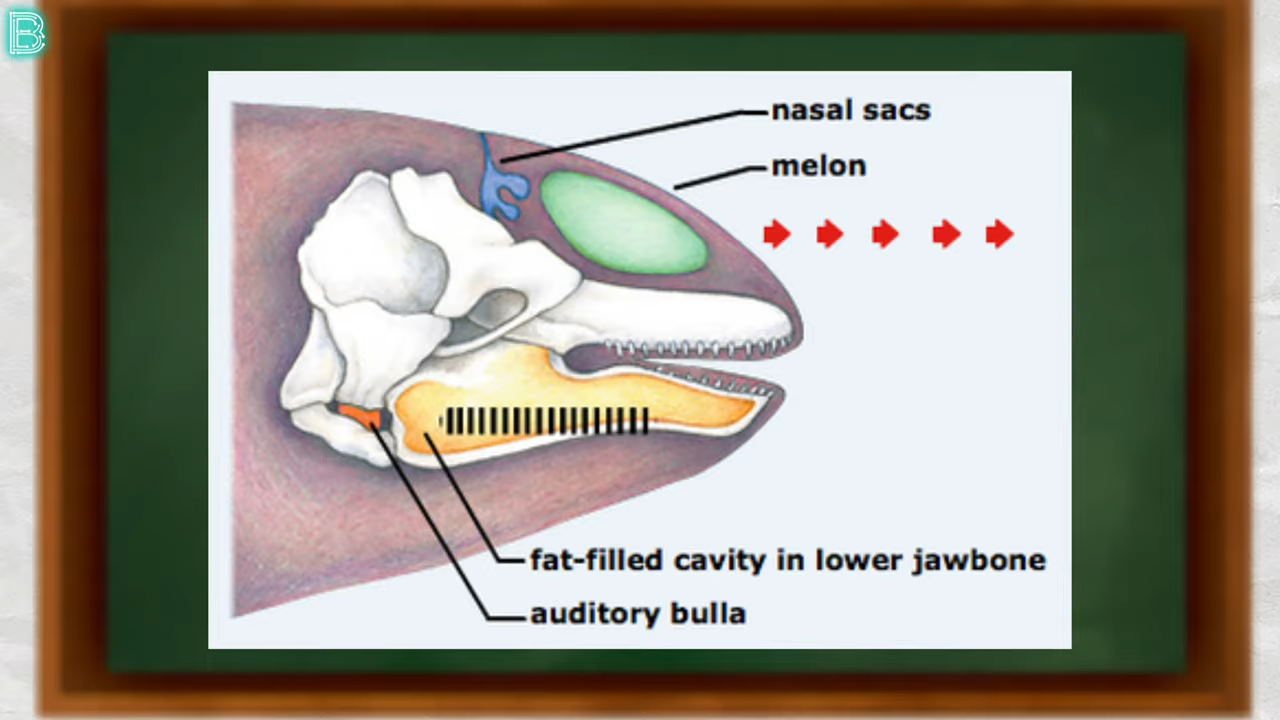 B
nasal sacs
melon
fat-filled cavity in lower jawbone
auditory bulla